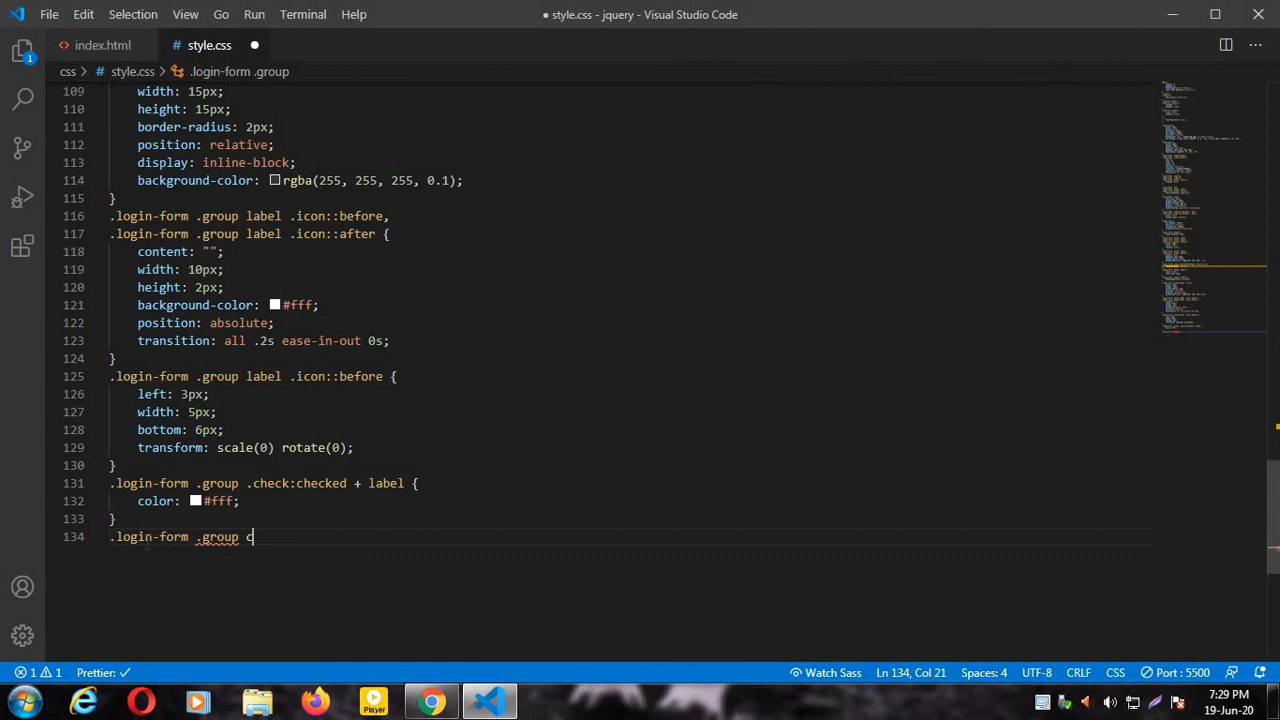 File Edit Selection View Go Run Terminal Help
● style.css - jquery - Visual Studio Code
index.html
# style.css
css > # style.css > .login-form .group
109 width: 15px;
110 height: 15px;
111 border-radius: 2px;
112 position: relative;
113 display: inline-block;
114 background-color: rgba(255, 255, 255, 0.1);
115 }
116 .login-form .group label .icon::before,
117 .login-form .group label .icon::after {
118 content: "";
119 width: 10px;
120 height: 2px;
121 background-color: #fff;
122 position: absolute;
123 transition: all .2s ease-in-out 0s;
124 }
125 .login-form .group label .icon::before {
126 left: 3px;
127 width: 5px;
128 bottom: 6px;
129 transform: scale(0) rotate(0);
130 }
131 .login-form .group .check:checked + label {
132 color: #fff;
133 }
134 .login-form .group c
1
1 1 Prettier: ✓
Watch Sass Ln 134, Col 21 Spaces: 4 UTF-8 CRLF CSS Port : 5500
Player
7:29 PM
19-Jun-20